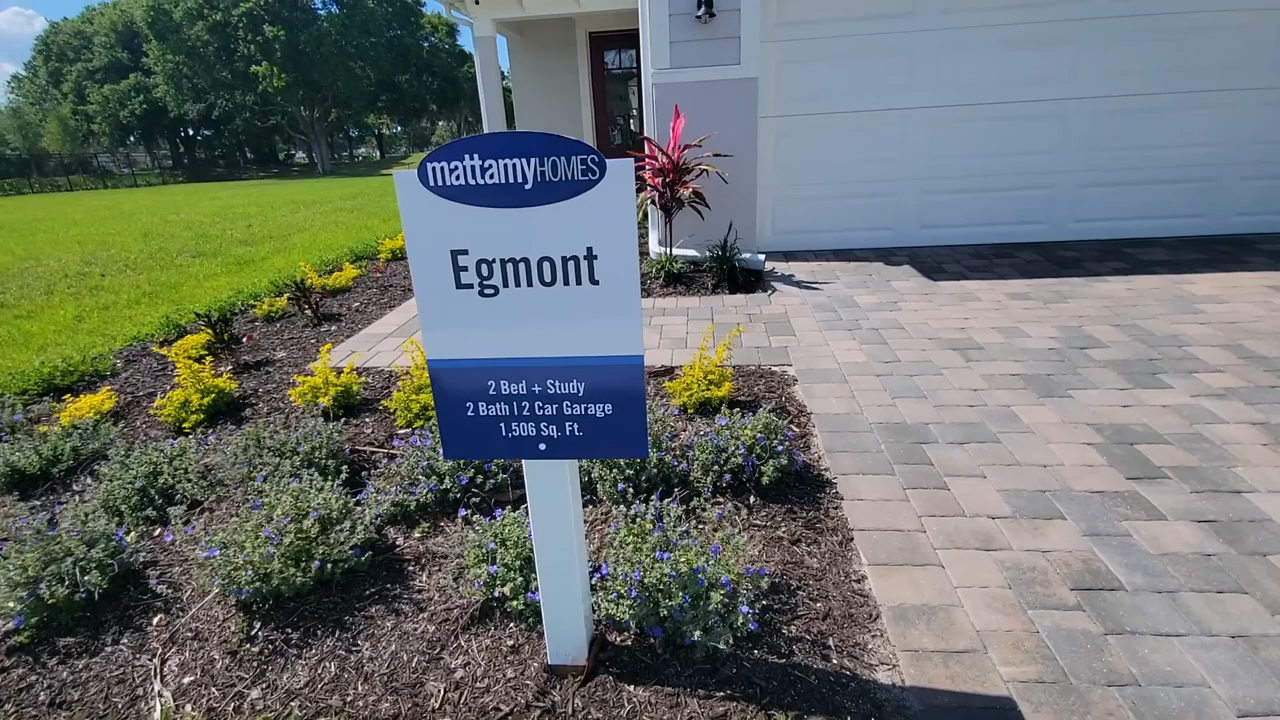 mattamyHOMES
Egmont
2 Bed + Study
2 Bath | 2 Car Garage
1,506 Sq. Ft.